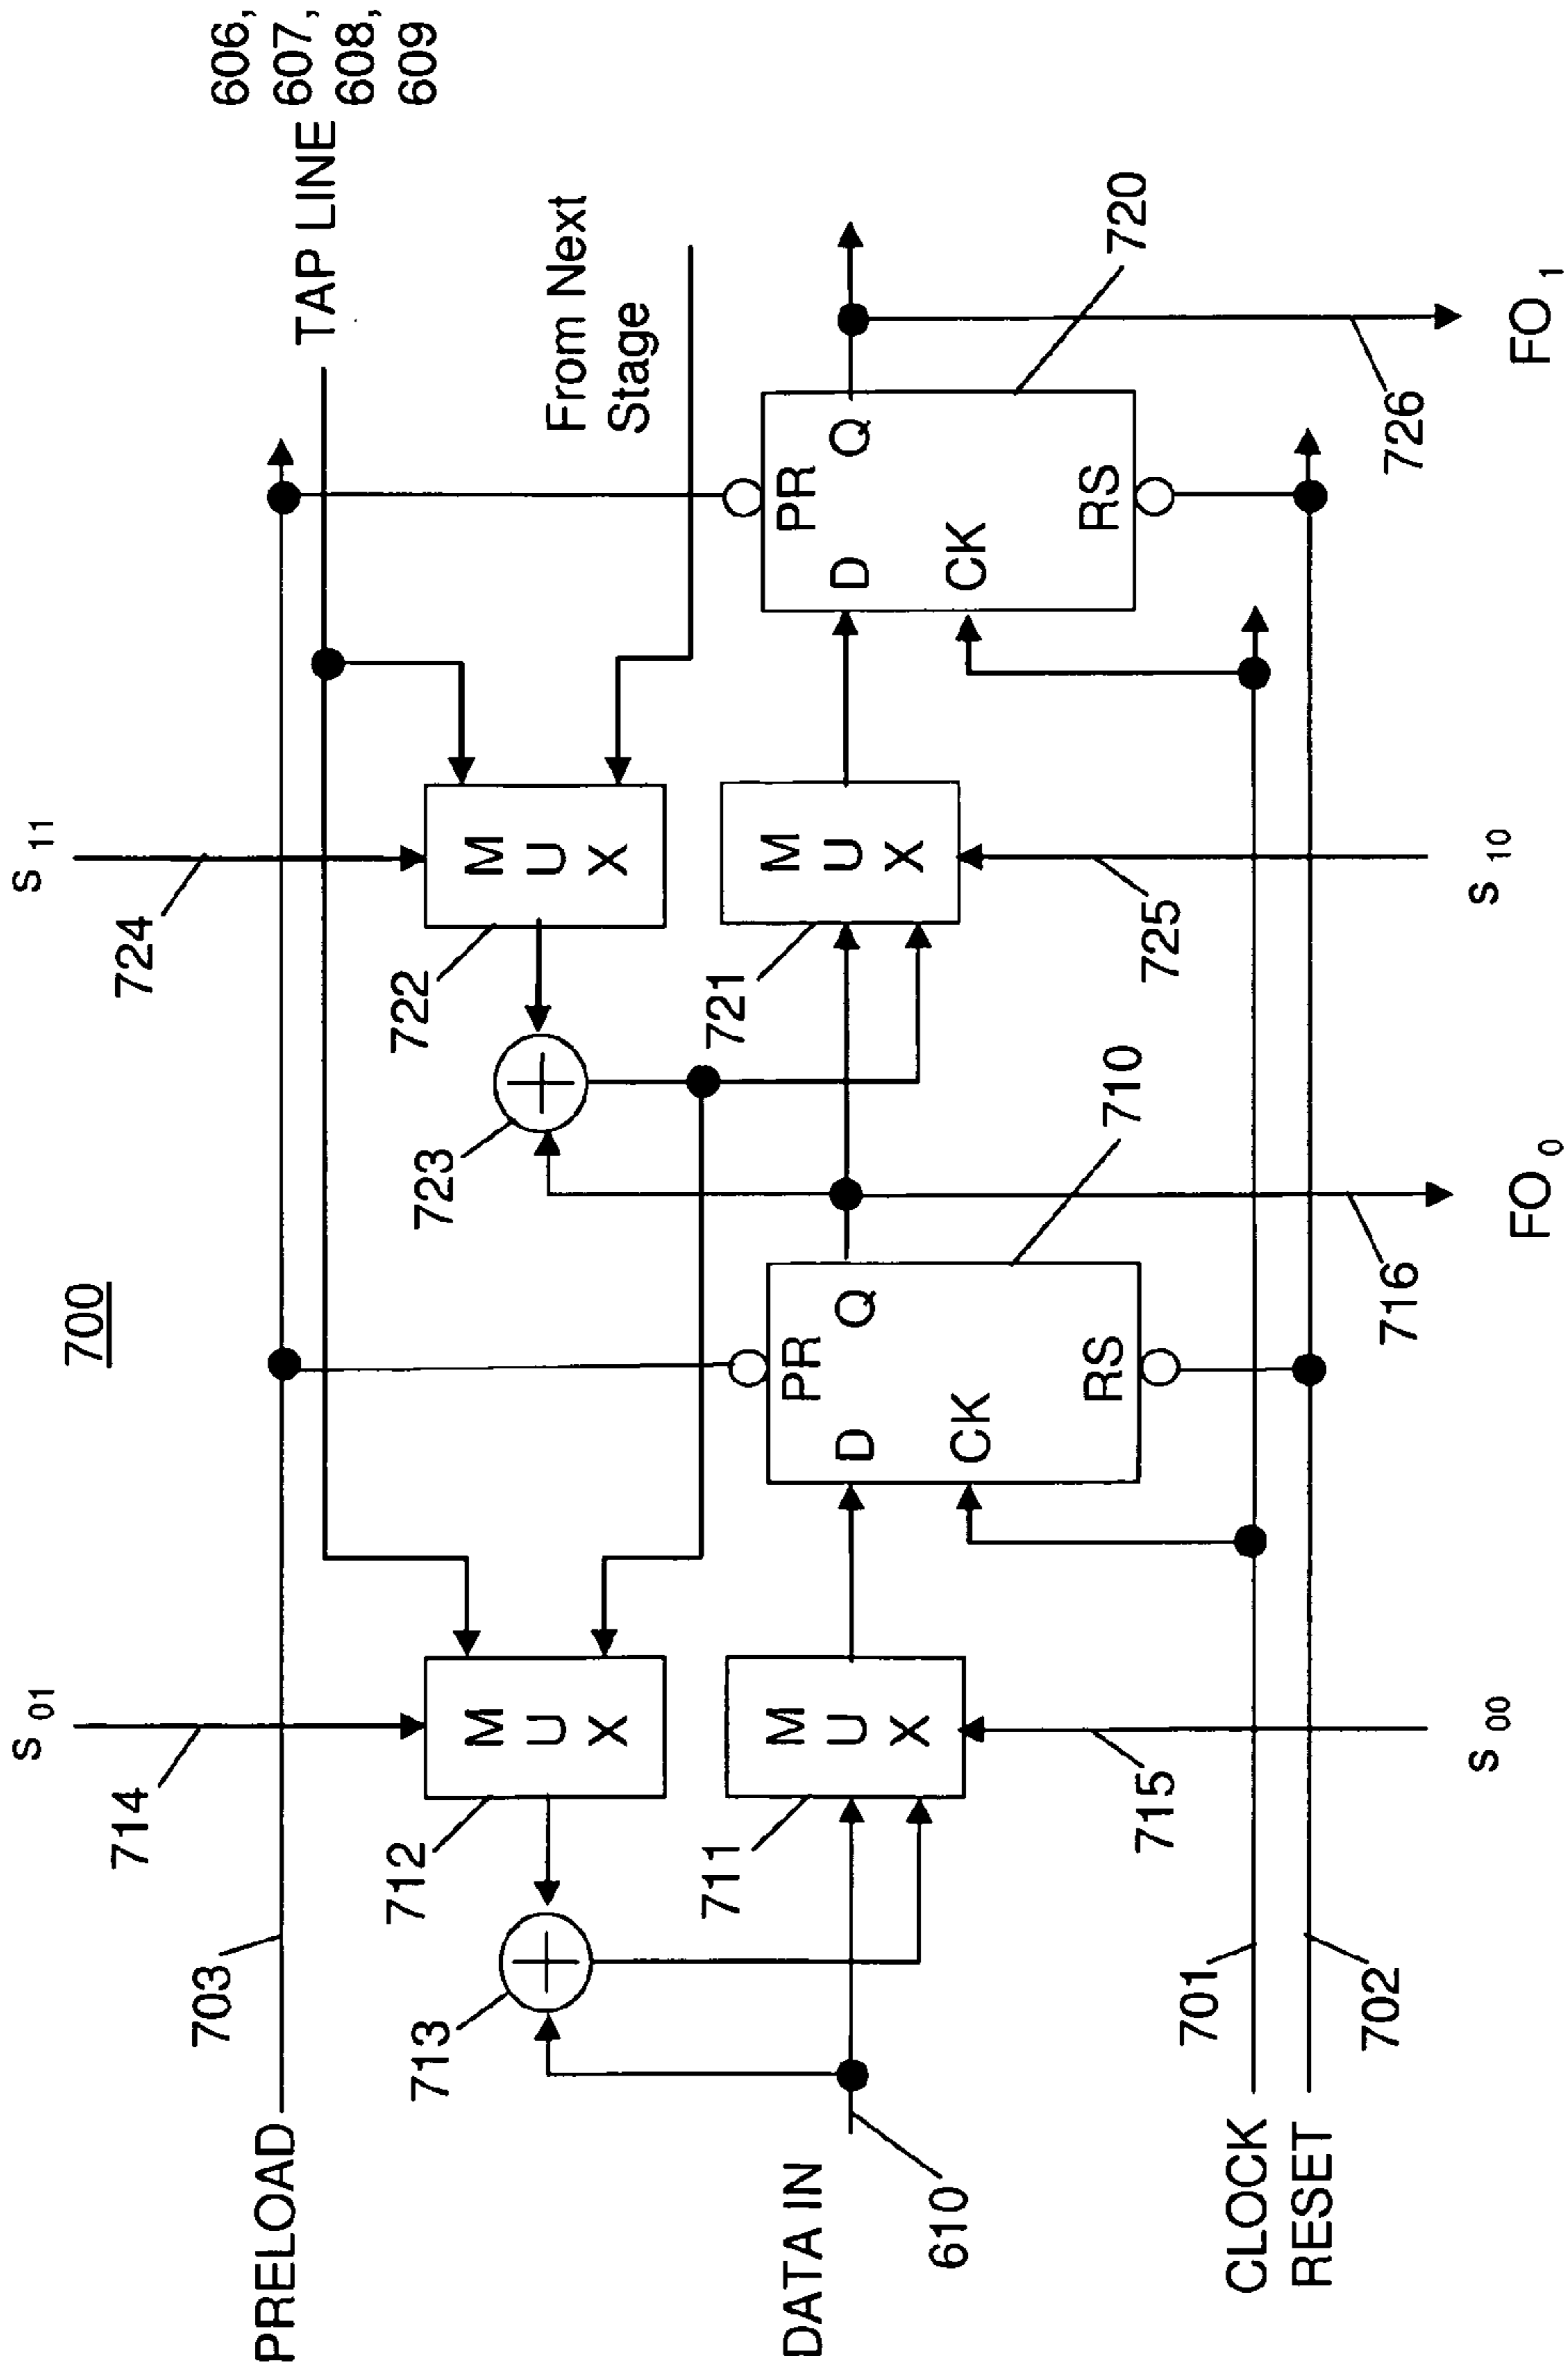 700
S 01
S 11
714
724
703
PRELOAD
TAP LINE
606,
607,
608,
609
From Next
Stage
712
M
U
X
722
M
U
X
713
723
711
M
U
X
721
M
U
X
DATA IN
610
PR
D
Q
CK
RS
710
PR
D
Q
CK
RS
720
715
725
CLOCK
701
RESET
702
716
726
S 00
S 10
FO 0
FO 1